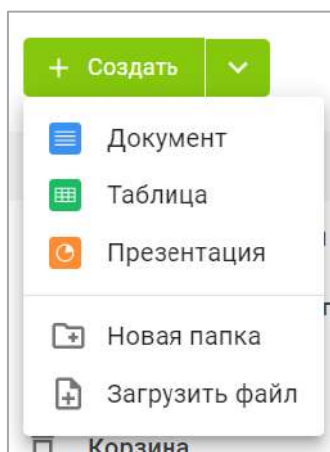 + Создать
Документ
Таблица
Презентация
Новая папка
Загрузить файл
Корзина